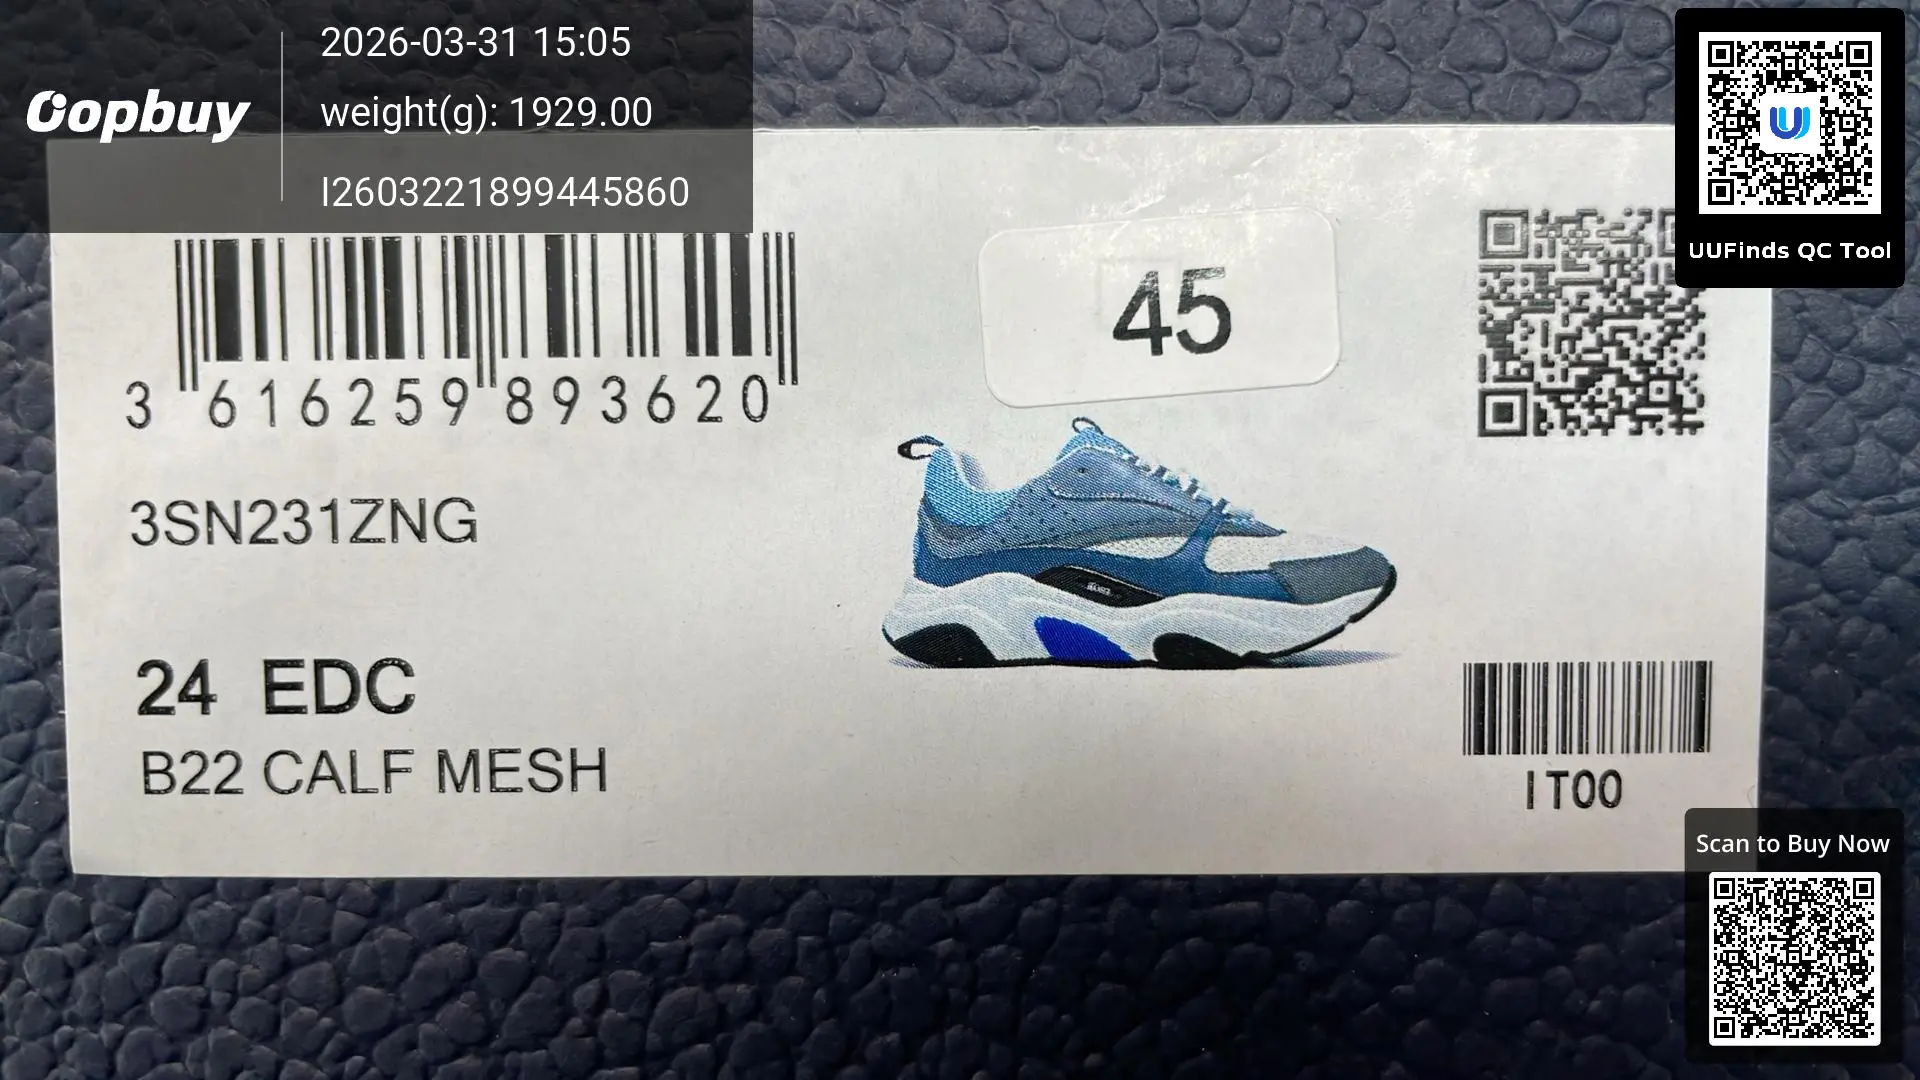 Oopbuy
2026-03-31 15:05
weight(g): 1929.00
I2603221899445860
UUFinds QC Tool
45
3 616259 893620
3SN231ZNG
24 EDC
B22 CALF MESH
IT00
Scan to Buy Now